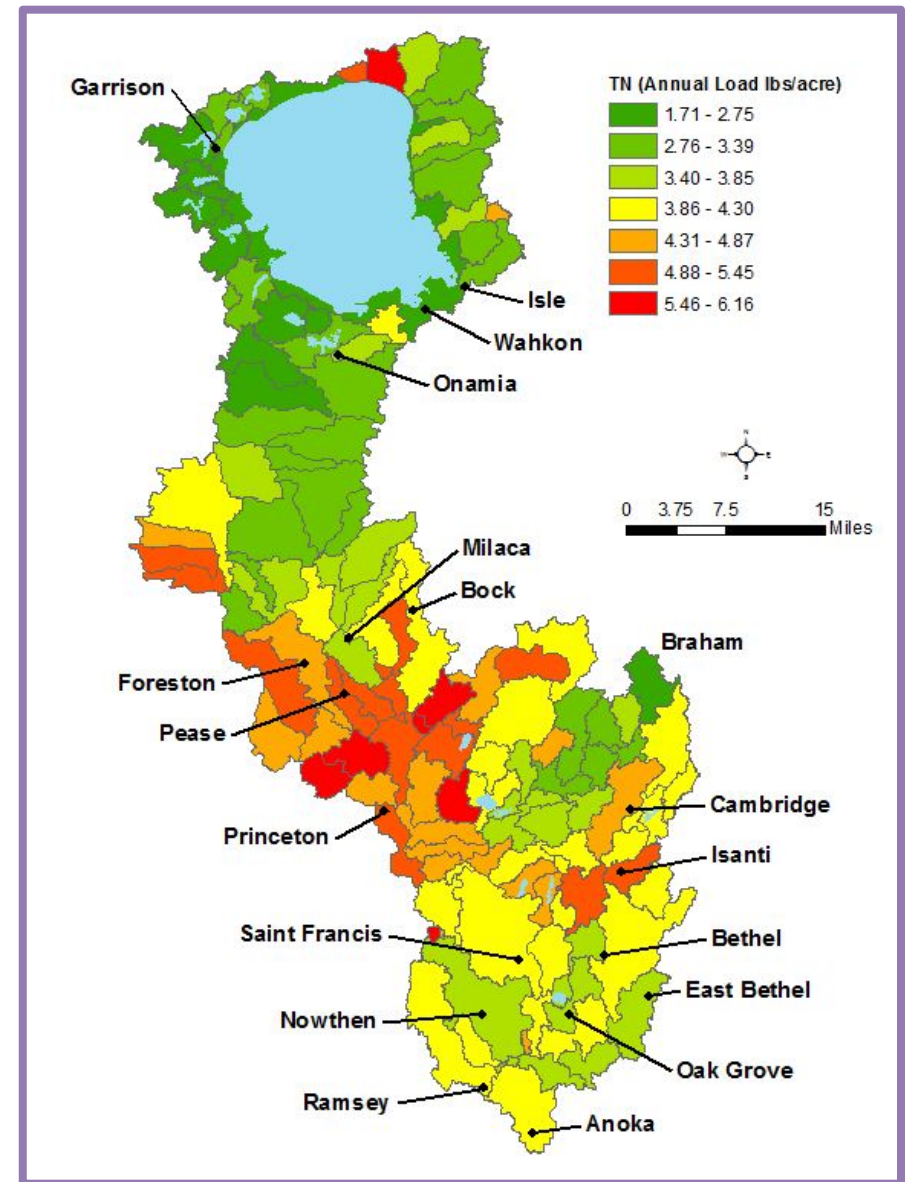 Garrison
TN (Annual Load lbs/acre)
1.71 - 2.75
2.76 - 3.39
3.40 - 3.85
3.86 - 4.30
4.31 - 4.87
4.88 - 5.45
5.46 - 6.16
Isle
Wahkon
Onamia
N
W
E
S
0 3.75 7.5 15
Miles
Milaca
Bock
Braham
Foreston
Pease
Cambridge
Princeton
Isanti
Saint Francis
Bethel
East Bethel
Nowthen
Oak Grove
Ramsey
Anoka